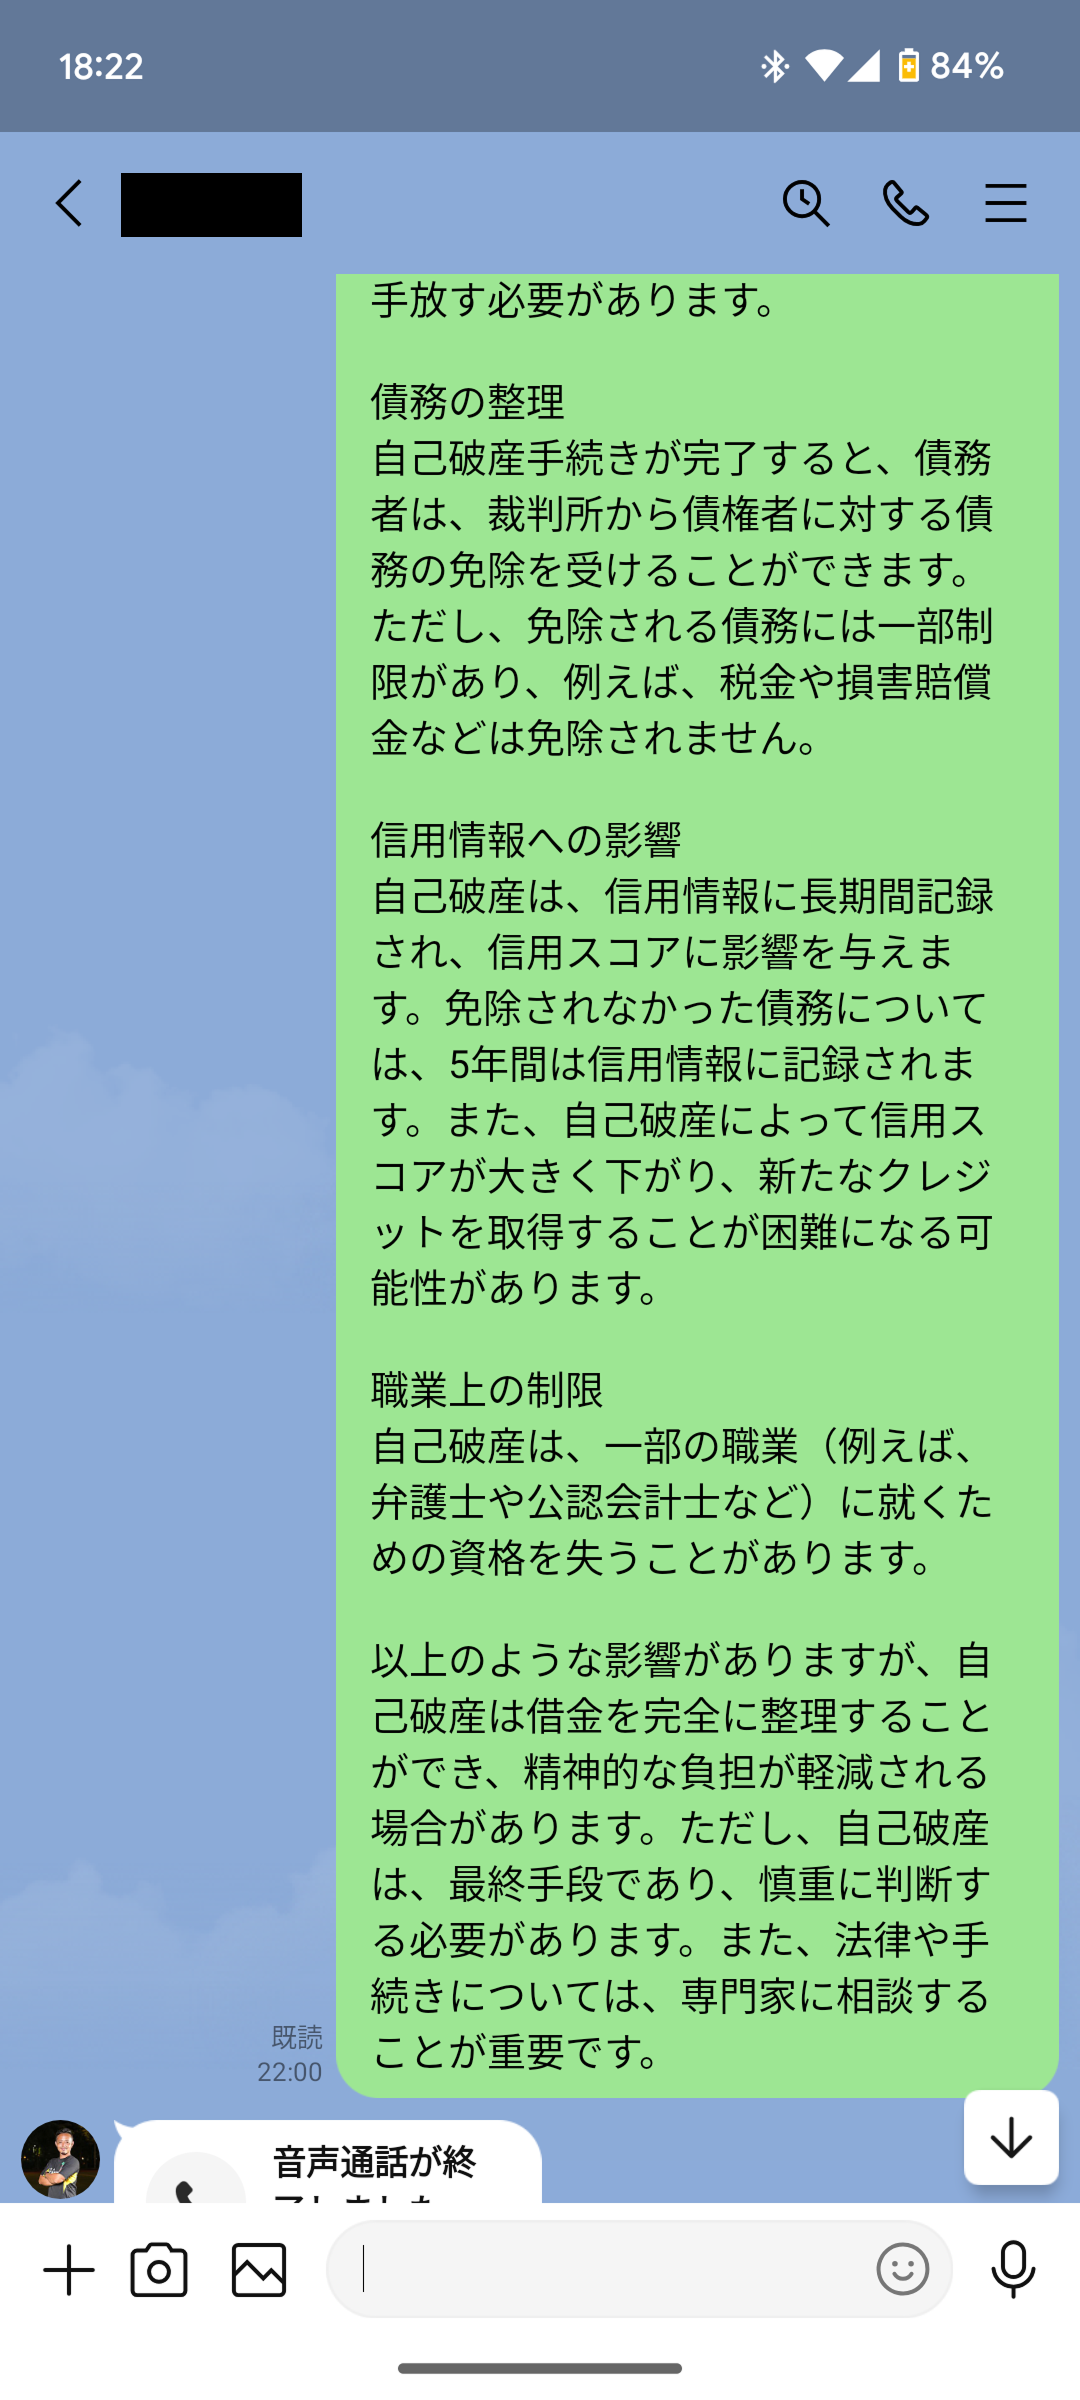 18:22
84%
手放す必要があります。
債務の整理
自己破産手続きが完了すると、債務
者は、裁判所から債権者に対する債
務の免除を受けることができます。
ただし、免除される債務には一部制
限があり、例えば、税金や損害賠償
金などは免除されません。
信用情報への影響
自己破産は、信用情報に長期間記録
され、信用スコアに影響を与えま
す。免除されなかった債務について
は、5年間は信用情報に記録されま
す。また、自己破産によって信用ス
コアが大きく下がり、新たなクレジ
ットを取得することが困難になる可
能性があります。
職業上の制限
自己破産は、一部の職業（例えば、
弁護士や公認会計士など）に就くた
めの資格を失うことがあります。
以上のような影響がありますが、自
己破産は借金を完全に整理すること
ができ、精神的な負担が軽減される
場合があります。ただし、自己破産
は、最終手段であり、慎重に判断す
る必要があります。また、法律や手
続きについては、専門家に相談する
ことが重要です。
既読
22:00
音声通話が終
了しました